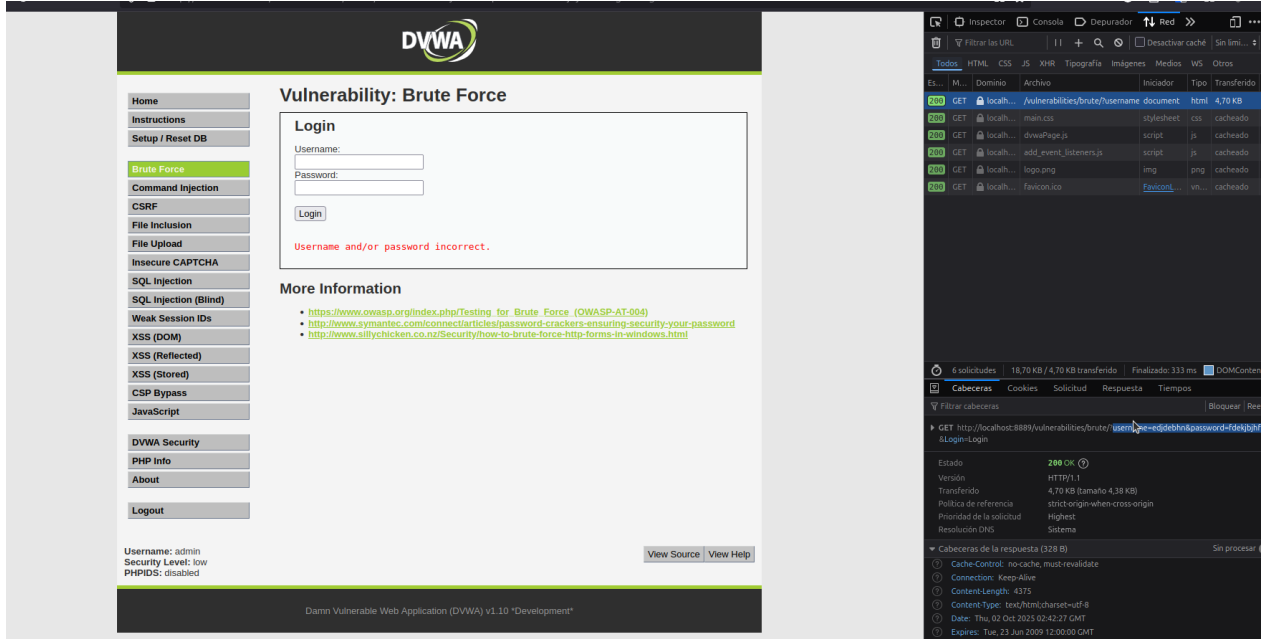 DVWA
Home
Instructions
Setup / Reset DB
Brute Force
Command Injection
CSRF
File Inclusion
File Upload
Insecure CAPTCHA
SQL Injection
SQL Injection (Blind)
Weak Session IDs
XSS (DOM)
XSS (Reflected)
XSS (Stored)
CSP Bypass
JavaScript
DVWA Security
PHP Info
About
Logout
Vulnerability: Brute Force
Login
Username:
Password:
Login
Username and/or password incorrect.
More Information
https://www.owasp.org/index.php/Testing_for_Brute_Force_(OWASP-AT-004)
http://www.symantec.com/connect/articles/password-crackers-ensuring-security-your-password
http://www.sillychicken.co.nz/Security/how-to-brute-force-http-forms-in-windows.html
Username: admin
Security Level: low
PHPIDS: disabled
View Source View Help
Damn Vulnerable Web Application (DVWA) v1.10 *Development*
Inspector Consola Depurador Red
Filtrar las URL Desactivar caché Sin limi...
Todos HTML CSS JS XHR Tipografía Imágenes Medios WS Otros
Es... M... Dominio Archivo Iniciador Tipo Transferido
200 GET localh... /vulnerabilities/brute/?username document html 4,70 KB
200 GET localh... main.css stylesheet css cacheado
200 GET localh... dvwaPage.js script js cacheado
200 GET localh... add_event_listeners.js script js cacheado
200 GET localh... logo.png img png cacheado
200 GET localh... favicon.ico FaviconL... vn... cacheado
6 solicitudes 18,70 KB / 4,70 KB transferido Finalizado: 333 ms DOMConten
Cabeceras Cookies Solicitud Respuesta Tiempos
Filtrar cabeceras Bloquear Ree
GET http://localhost:8889/vulnerabilities/brute/?username=edjdebhn&password=fdekjbjhf
&Login=Login
Estado 200 OK
Versión HTTP/1.1
Transferido 4,70 KB (tamaño 4,38 KB)
Política de referencia strict-origin-when-cross-origin
Prioridad de la solicitud Highest
Resolución DNS Sistema
Cabeceras de la respuesta (328 B) Sin procesar
Cache-Control: no-cache, must-revalidate
Connection: Keep-Alive
Content-Length: 4375
Content-Type: text/html;charset=utf-8
Date: Thu, 02 Oct 2025 02:42:27 GMT
Expires: Tue, 23 Jun 2009 12:00:00 GMT